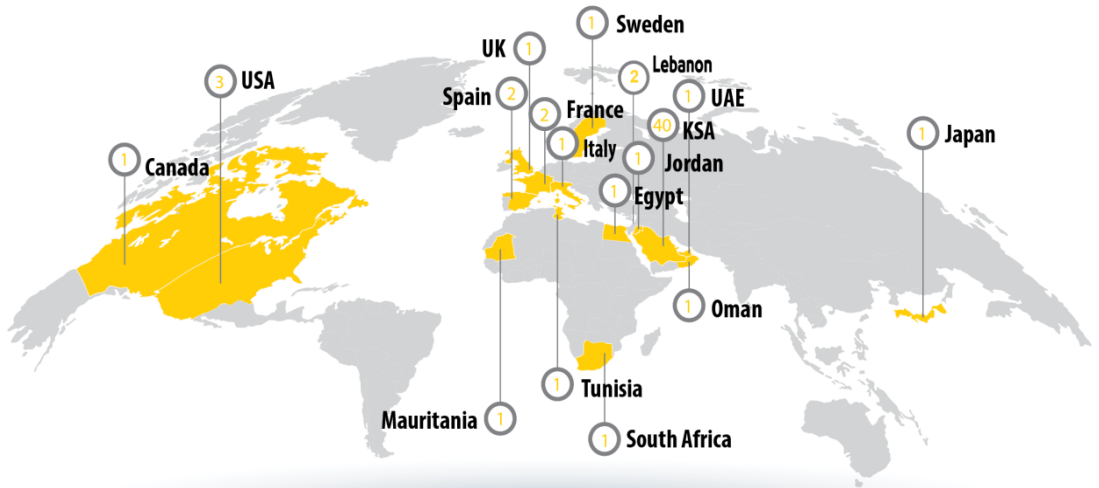 1 Sweden
UK 1
2 Lebanon
3 USA
Spain 2
1 UAE
2 France
40 KSA
1 Italy
1 Japan
1 Canada
1 Jordan
1 Egypt
1 Oman
1 Tunisia
Mauritania 1
1 South Africa